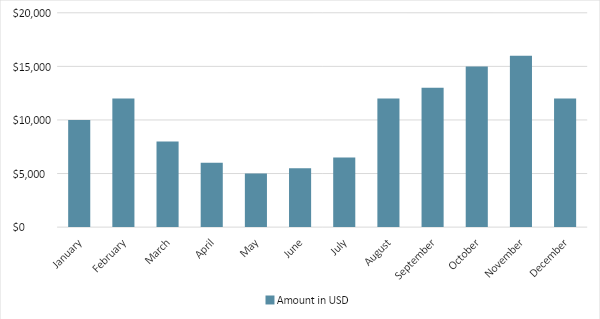 $20,000
$15,000
$10,000
$5,000
$0
January
February
March
April
May
June
July
August
September
October
November
December
Amount in USD